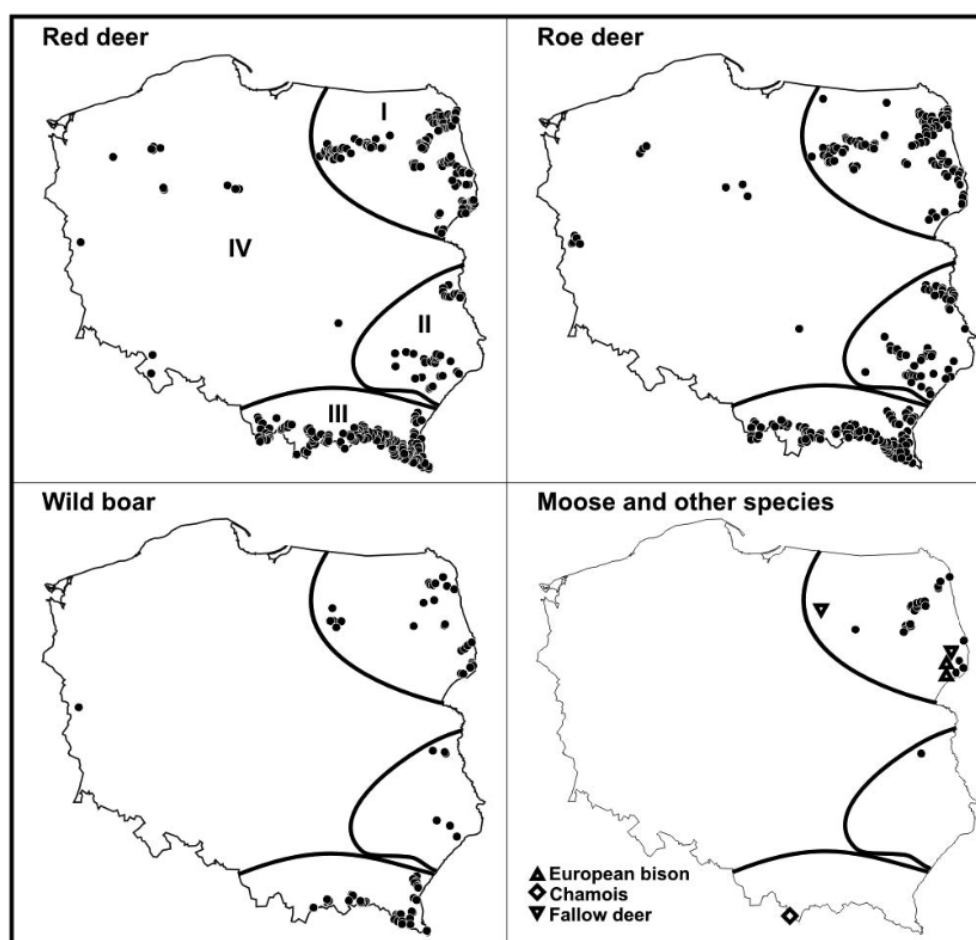 Red deer
Roe deer
I
IV
II
III
Wild boar
Moose and other species
European bison
Chamois
Fallow deer